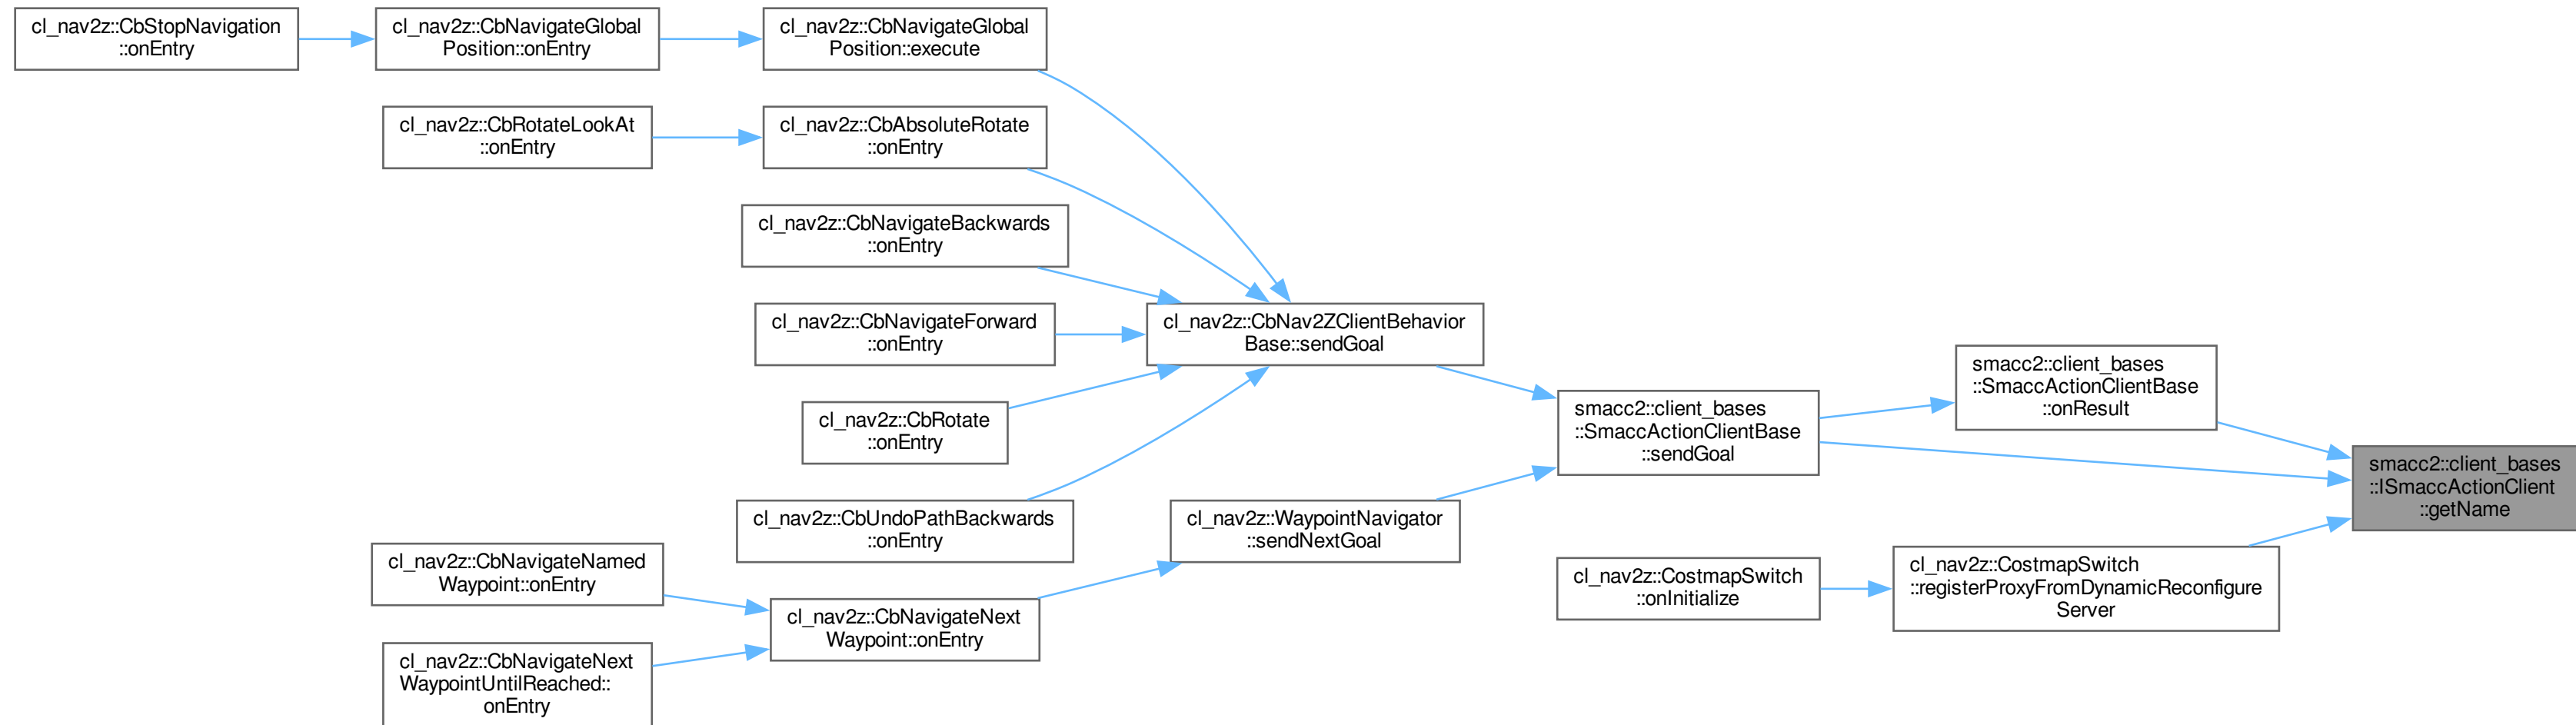 cl_nav2z::CbStopNavigation
::onEntry
cl_nav2z::CbNavigateGlobal
Position::onEntry
cl_nav2z::CbNavigateGlobal
Position::execute
cl_nav2z::CbRotateLookAt
::onEntry
cl_nav2z::CbAbsoluteRotate
::onEntry
cl_nav2z::CbNavigateBackwards
::onEntry
cl_nav2z::CbNavigateForward
::onEntry
cl_nav2z::CbNav2ZClientBehavior
Base::sendGoal
cl_nav2z::CbRotate
::onEntry
smacc2::client_bases
::SmaccActionClientBase
::sendGoal
smacc2::client_bases
::SmaccActionClientBase
::onResult
smacc2::client_bases
::ISmaccActionClient
::getName
cl_nav2z::CbUndoPathBackwards
::onEntry
cl_nav2z::WaypointNavigator
::sendNextGoal
cl_nav2z::CbNavigateNamed
Waypoint::onEntry
cl_nav2z::CbNavigateNext
Waypoint::onEntry
cl_nav2z::CostmapSwitch
::onInitialize
cl_nav2z::CostmapSwitch
::registerProxyFromDynamicReconfigure
Server
cl_nav2z::CbNavigateNext
WaypointUntilReached::
onEntry